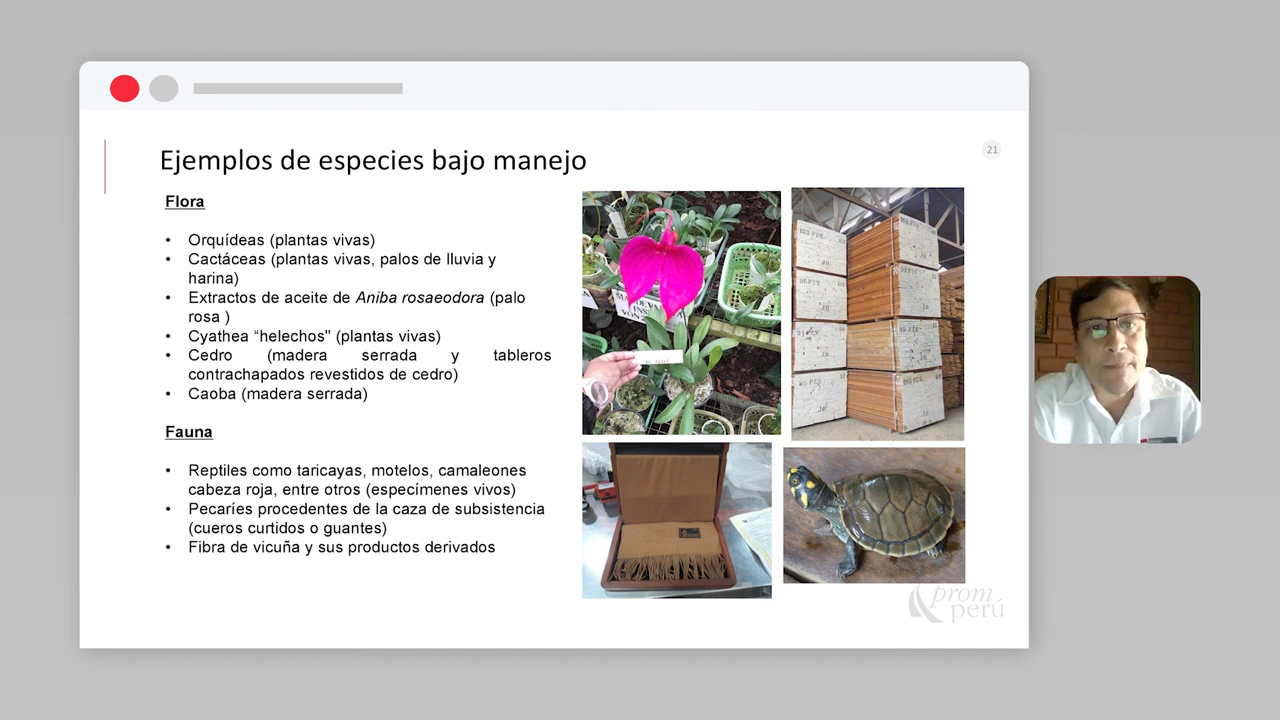 Ejemplos de especies bajo manejo
21
Flora
• Orquídeas (plantas vivas)
• Cactáceas (plantas vivas, palos de lluvia y
harina)
• Extractos de aceite de Aniba rosaeodora (palo
rosa )
• Cyathea “helechos" (plantas vivas)
• Cedro (madera serrada y tableros
contrachapados revestidos de cedro)
• Caoba (madera serrada)
Fauna
• Reptiles como taricayas, motelos, camaleones
cabeza roja, entre otros (especímenes vivos)
• Pecaríes procedentes de la caza de subsistencia
(cueros curtidos o guantes)
• Fibra de vicuña y sus productos derivados
prom
perú